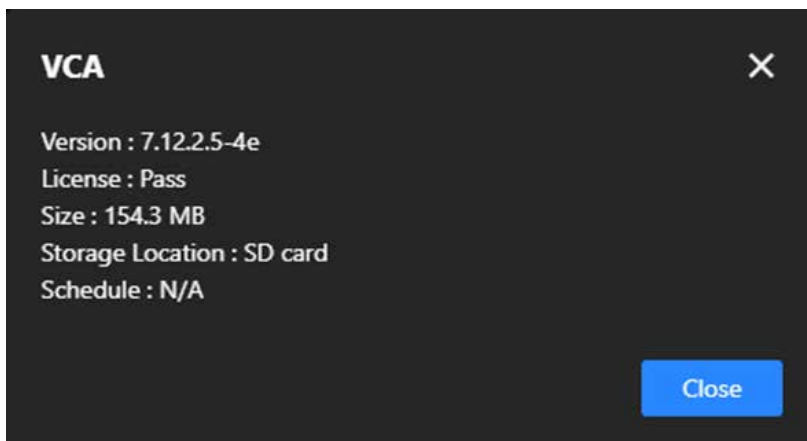 VCA
Version : 7.12.2.5-4e
License : Pass
Size : 154.3 MB
Storage Location : SD card
Schedule : N/A
Close